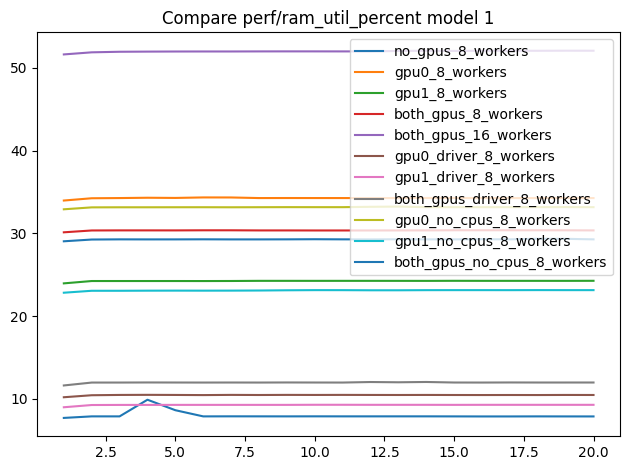 Compare perf/ram_util_percent model 1
no_gpus_8_workers
gpu0_8_workers
gpu1_8_workers
both_gpus_8_workers
both_gpus_16_workers
gpu0_driver_8_workers
gpu1_driver_8_workers
both_gpus_driver_8_workers
gpu0_no_cpus_8_workers
gpu1_no_cpus_8_workers
both_gpus_no_cpus_8_workers
50
40
30
20
10
2.5 5.0 7.5 10.0 12.5 15.0 17.5 20.0